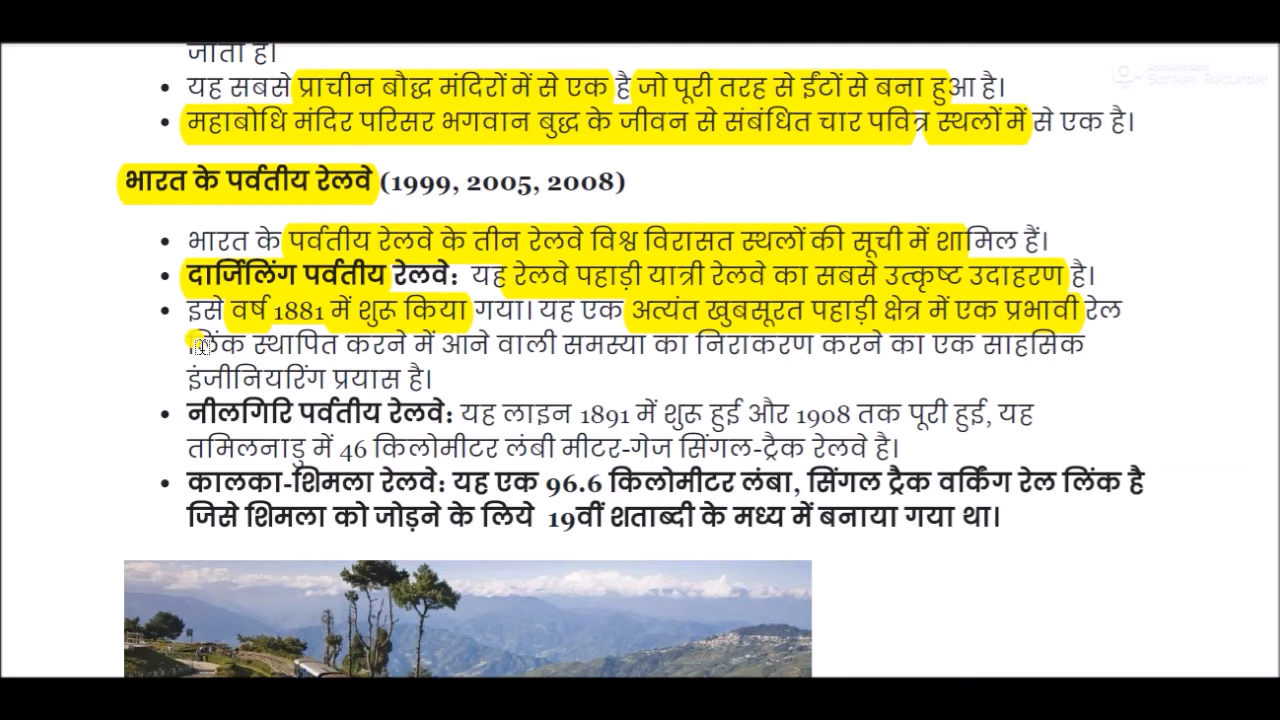 जाता है।
यह सबसे प्राचीन बौद्ध मंदिरों में से एक है जो पूरी तरह से ईंटों से बना हुआ है।
महाबोधि मंदिर परिसर भगवान बुद्ध के जीवन से संबंधित चार पवित्र स्थलों में से एक है।
भारत के पर्वतीय रेलवे (1999, 2005, 2008)
भारत के पर्वतीय रेलवे के तीन रेलवे विश्व विरासत स्थलों की सूची में शामिल हैं।
दार्जिलिंग पर्वतीय रेलवे: यह रेलवे पहाड़ी यात्री रेलवे का सबसे उत्कृष्ट उदाहरण है।
इसे वर्ष 1881 में शुरू किया गया। यह एक अत्यंत खुबसूरत पहाड़ी क्षेत्र में एक प्रभावी रेल
लिंक स्थापित करने में आने वाली समस्या का निराकरण करने का एक साहसिक
इंजीनियरिंग प्रयास है।
नीलगिरि पर्वतीय रेलवे: यह लाइन 1891 में शुरू हुई और 1908 तक पूरी हुई, यह
तमिलनाडु में 46 किलोमीटर लंबी मीटर-गेज सिंगल-ट्रैक रेलवे है।
कालका-शिमला रेलवे: यह एक 96.6 किलोमीटर लंबा, सिंगल ट्रैक वर्किंग रेल लिंक है
जिसे शिमला को जोड़ने के लिये 19वीं शताब्दी के मध्य में बनाया गया था।
Screen Recorder